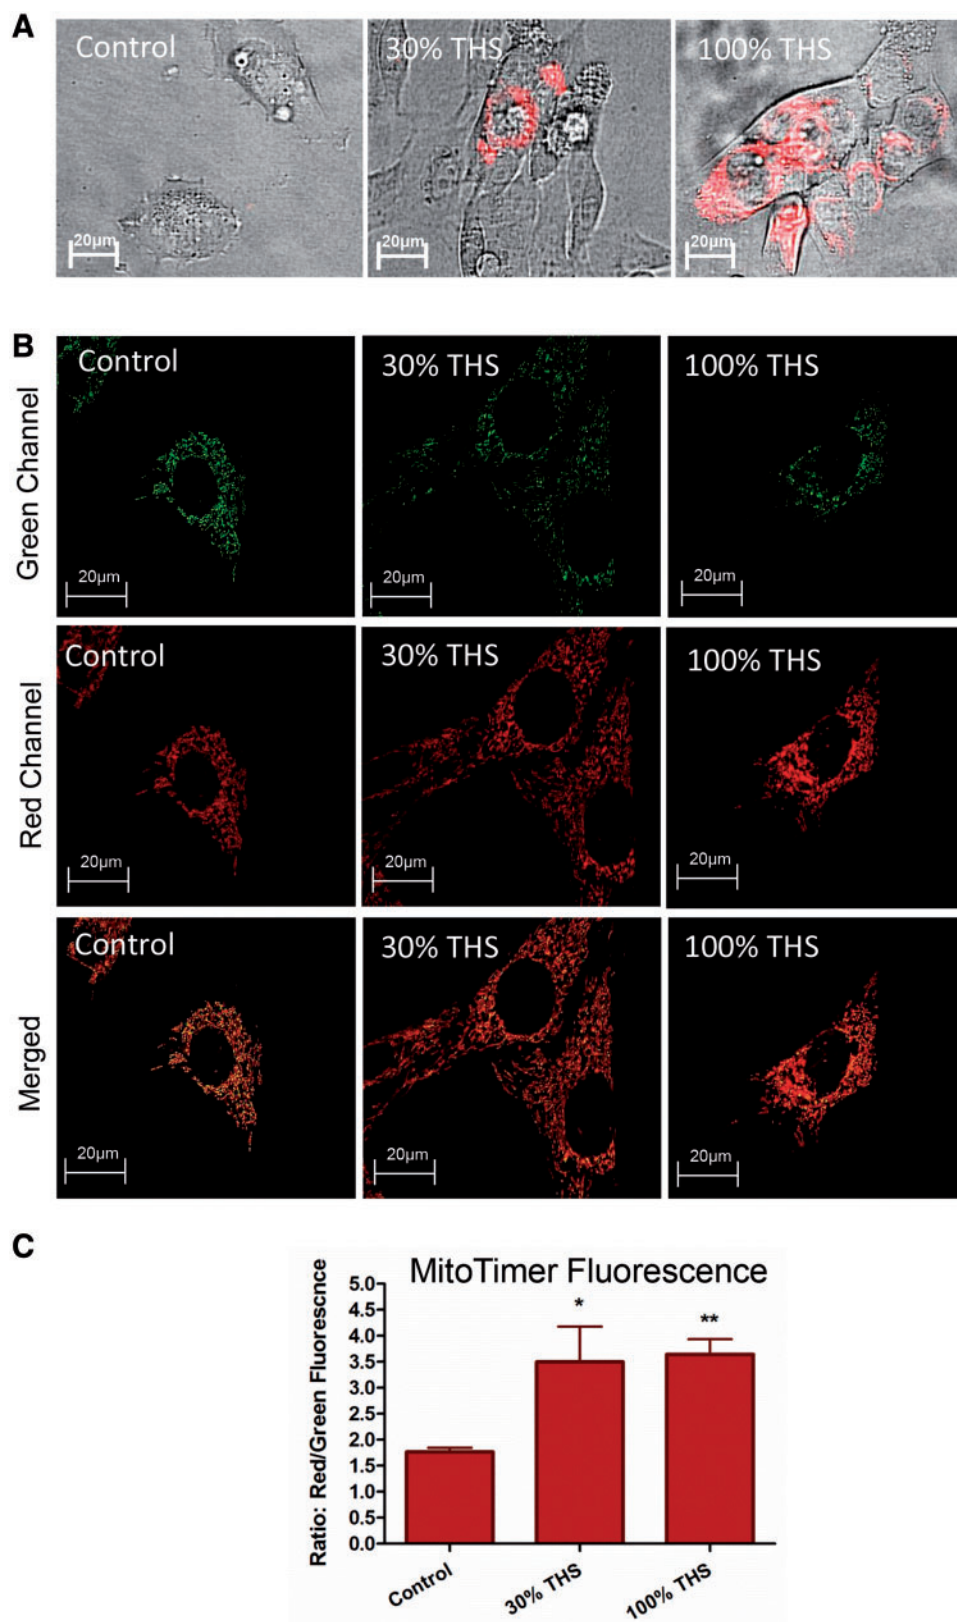 A
Control
30% THS
100% THS
20µm
20µm
20µm
B
Green Channel
Control
30% THS
100% THS
20µm
20µm
20µm
Red Channel
Control
30% THS
100% THS
20µm
20µm
20µm
Merged
Control
30% THS
100% THS
20µm
20µm
20µm
C
MitoTimer Fluorescence
Ratio: Red/Green Fluorescnce
5.0
4.5
4.0
3.5
3.0
2.5
2.0
1.5
1.0
0.5
0.0
*
**
Control
30% THS
100% THS